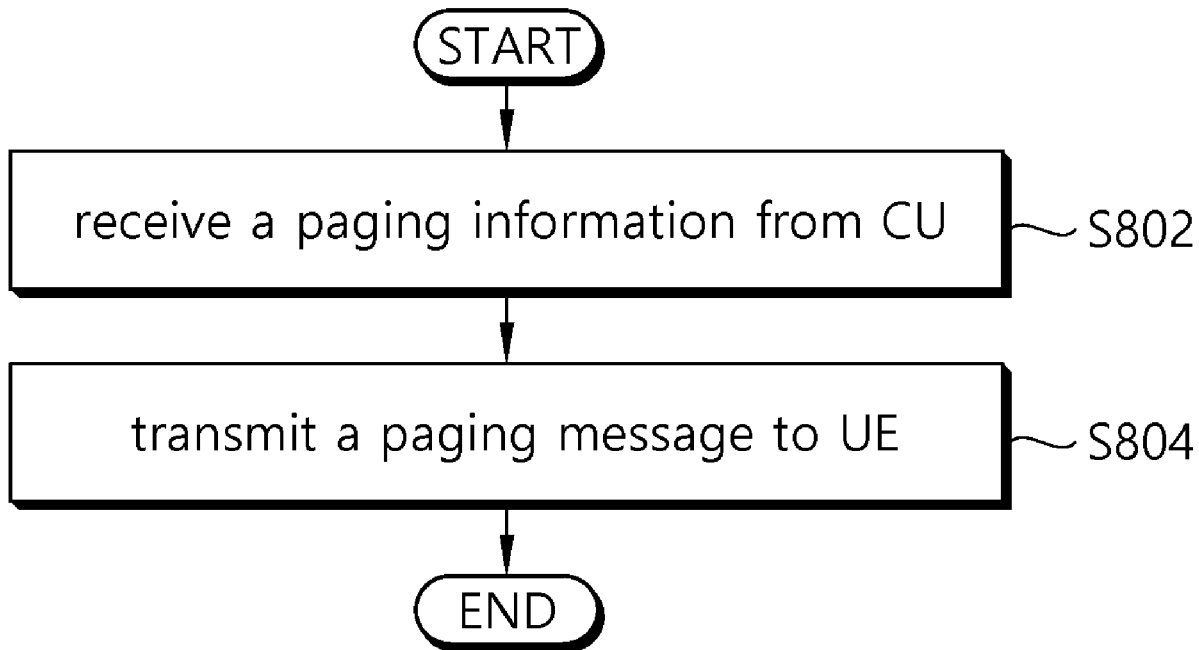 START
receive a paging information from CU
S802
transmit a paging message to UE
S804
END